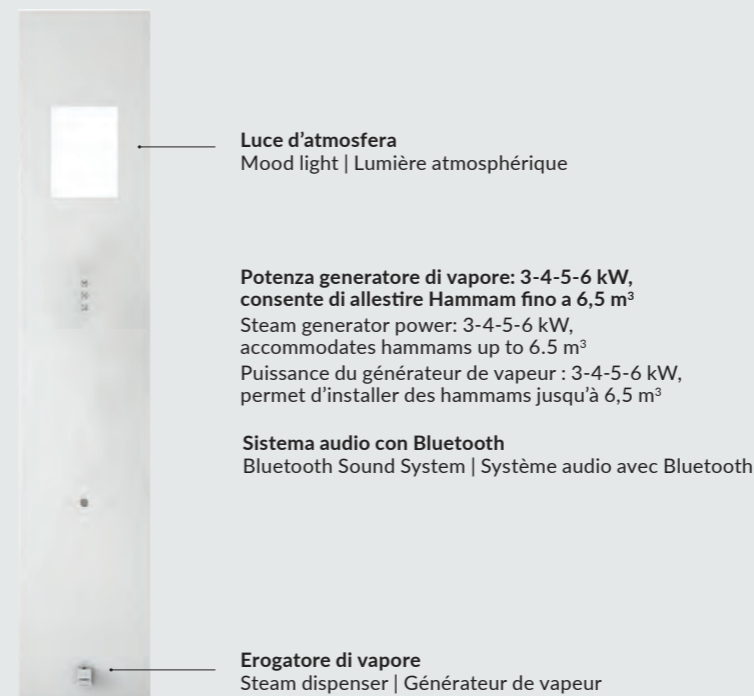 Luce d’atmosfera
Mood light | Lumière atmosphérique
Potenza generatore di vapore: 3-4-5-6 kW,
consente di allestire Hammam fino a 6,5 m³
Steam generator power: 3-4-5-6 kW,
accommodates hammams up to 6.5 m³
Puissance du générateur de vapeur : 3-4-5-6 kW,
permet d’installer des hammams jusqu’à 6,5 m³
Sistema audio con Bluetooth
Bluetooth Sound System | Système audio avec Bluetooth
Erogatore di vapore
Steam dispenser | Générateur de vapeur